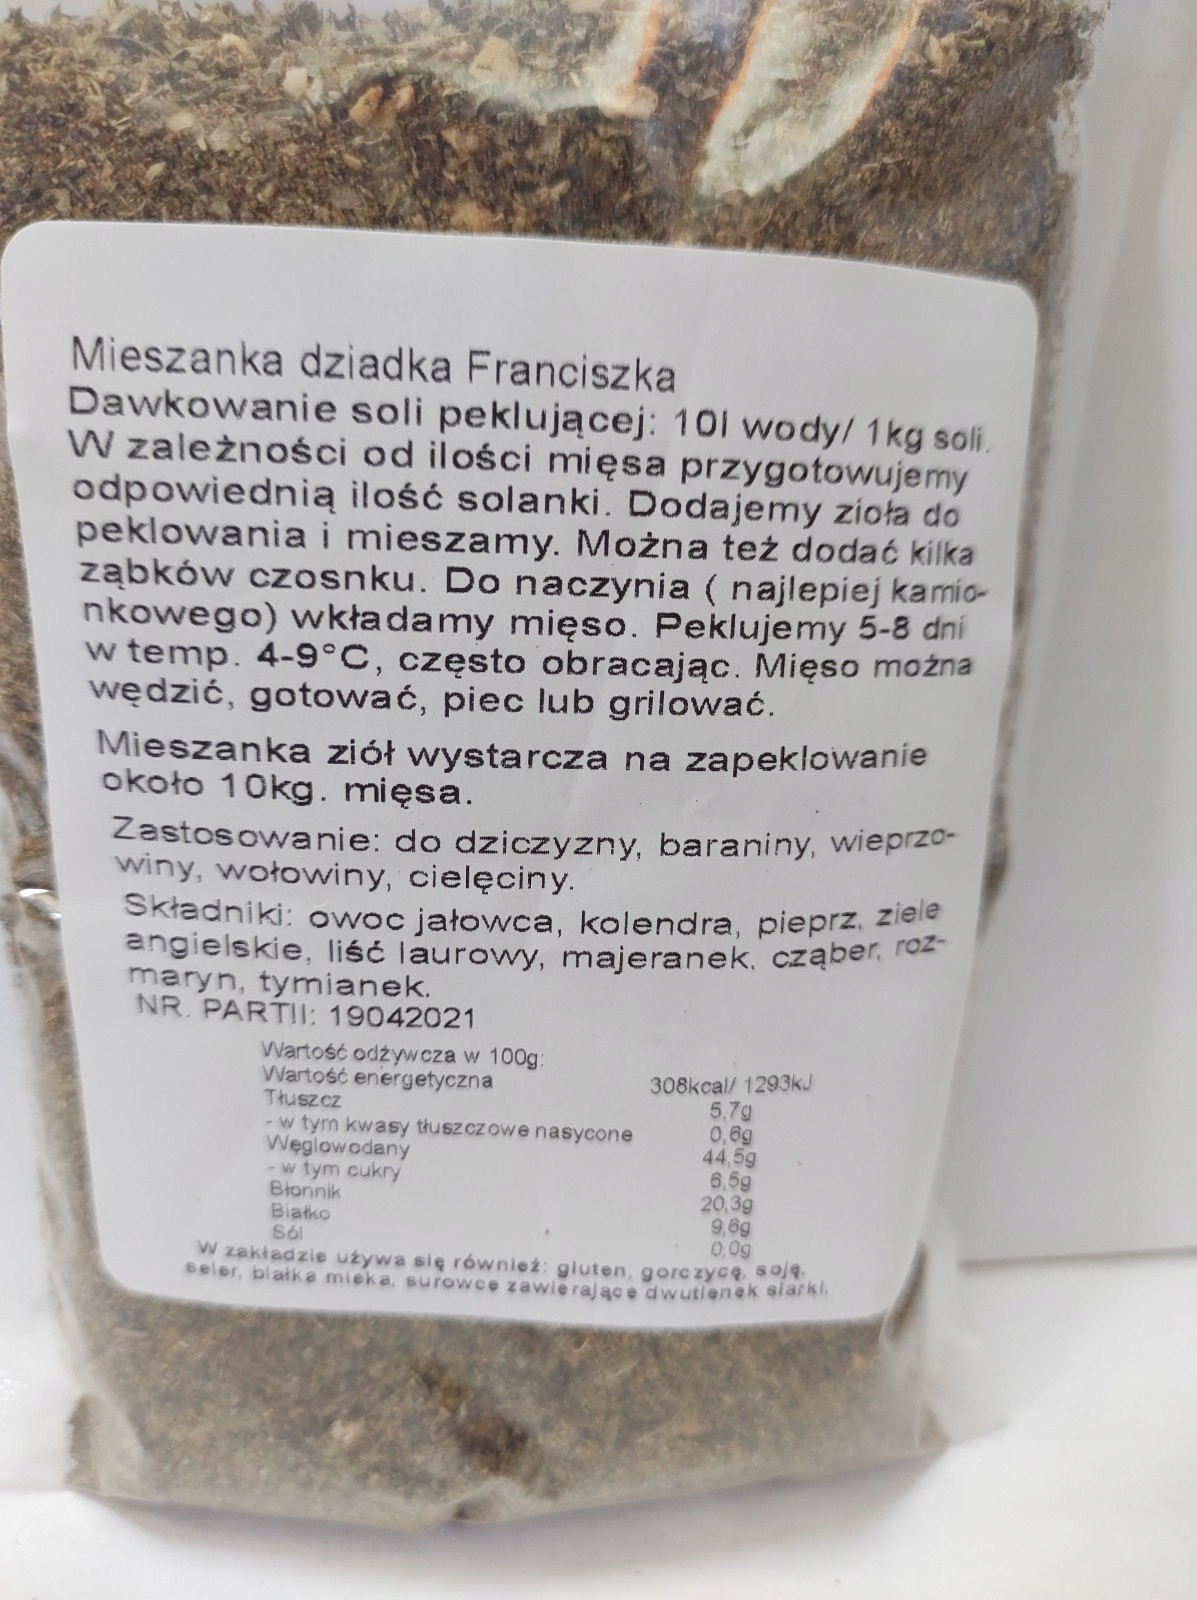 Mieszanka dziadka Franciszka
Dawkowanie soli peklującej: 10l wody/ 1kg soli.
W zależności od ilości mięsa przygotowujemy
odpowiednią ilość solanki. Dodajemy zioła do
peklowania i mieszamy. Można też dodać kilka
ząbków czosnku. Do naczynia ( najlepiej kamio-
nkowego) wkładamy mięso. Peklujemy 5-8 dni
w temp. 4-9°C, często obracając. Mięso można
wędzić, gotować, piec lub grilować.
Mieszanka ziół wystarcza na zapeklowanie
około 10kg. mięsa.
Zastosowanie: do dziczyzny, baraniny, wieprzo-
winy, wołowiny, cielęciny.
Składniki: owoc jałowca, kolendra, pieprz, ziele
angielskie, liść laurowy, majeranek, cząber, roz-
maryn, tymianek.
NR. PARTII: 19042021
Wartość odżywcza w 100g:
Wartość energetyczna 308kcal/ 1293kJ
Tłuszcz 5,7g
- w tym kwasy tłuszczowe nasycone 0,6g
Węglowodany 44,5g
- w tym cukry 6,5g
Błonnik 20,3g
Białko 9,6g
Sól 0,0g
W zakładzie używa się również: gluten, gorczycę, soję,
seler, białka mleka, surowce zawierające dwutlenek siarki.